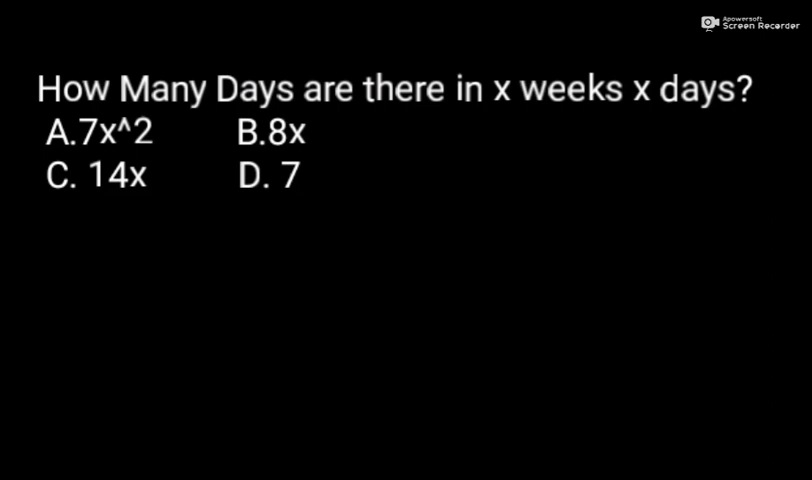 Apowersoft
Screen Recorder
How Many Days are there in x weeks x days?
A.7x^2 B.8x
C. 14x D. 7